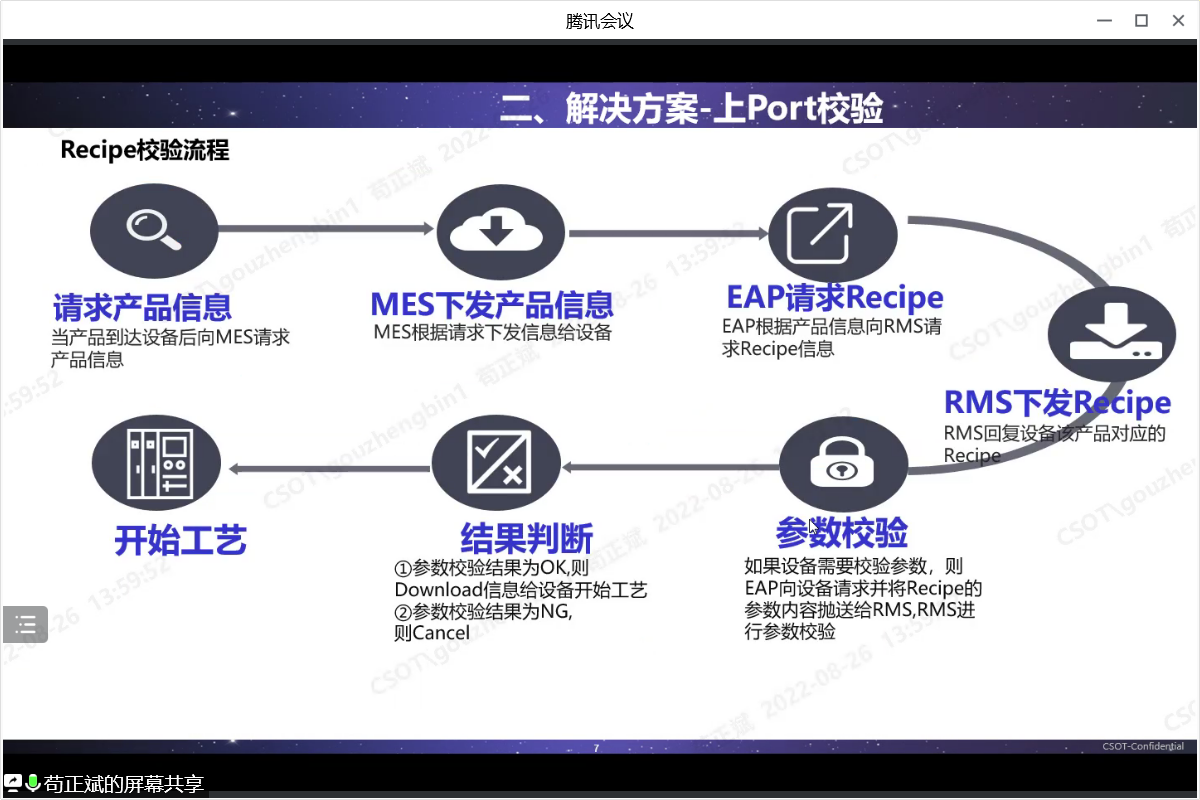 腾讯会议
二、解决方案-上Port校验
Recipe校验流程
请求产品信息
当产品到达设备后向MES请求
产品信息
MES下发产品信息
MES根据请求下发信息给设备
EAP请求Recipe
EAP根据产品信息向RMS请
求Recipe信息
RMS下发Recipe
RMS回复设备该产品对应的
Recipe
参数校验
如果设备需要校验参数，则
EAP向设备请求并将Recipe的
参数内容抛送给RMS,RMS进
行参数校验
结果判断
①参数校验结果为OK,则
Download信息给设备开始工艺
②参数校验结果为NG,
则Cancel
开始工艺
CSOT\gouzhengbin1 苟正斌 2022-08-26 13:59:52
7
CSOT-Confidential
苟正斌的屏幕共享